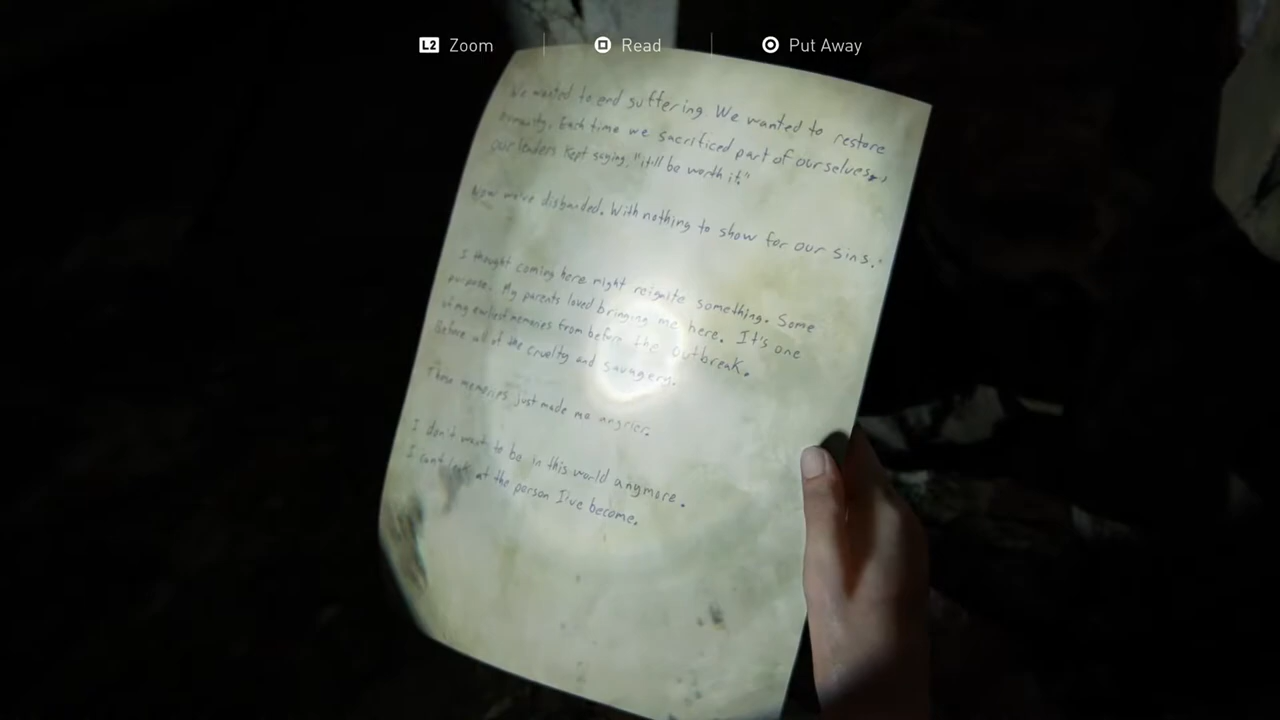 L2 Zoom
Read
Put Away
We wanted to end suffering. We wanted to restore
humanity. Each time we sacrificed part of ourselves,
our leaders kept saying, "it'll be worth it."
Now we've disbanded. With nothing to show for our sins.
I thought coming here might reignite something. Some
purpose. My parents loved bringing me here. It's one
of my earliest memories from before the outbreak.
Before all of the cruelty and savagery.
These memories just made me angrier.
I don't want to be in this world anymore.
I can't look at the person I've become.